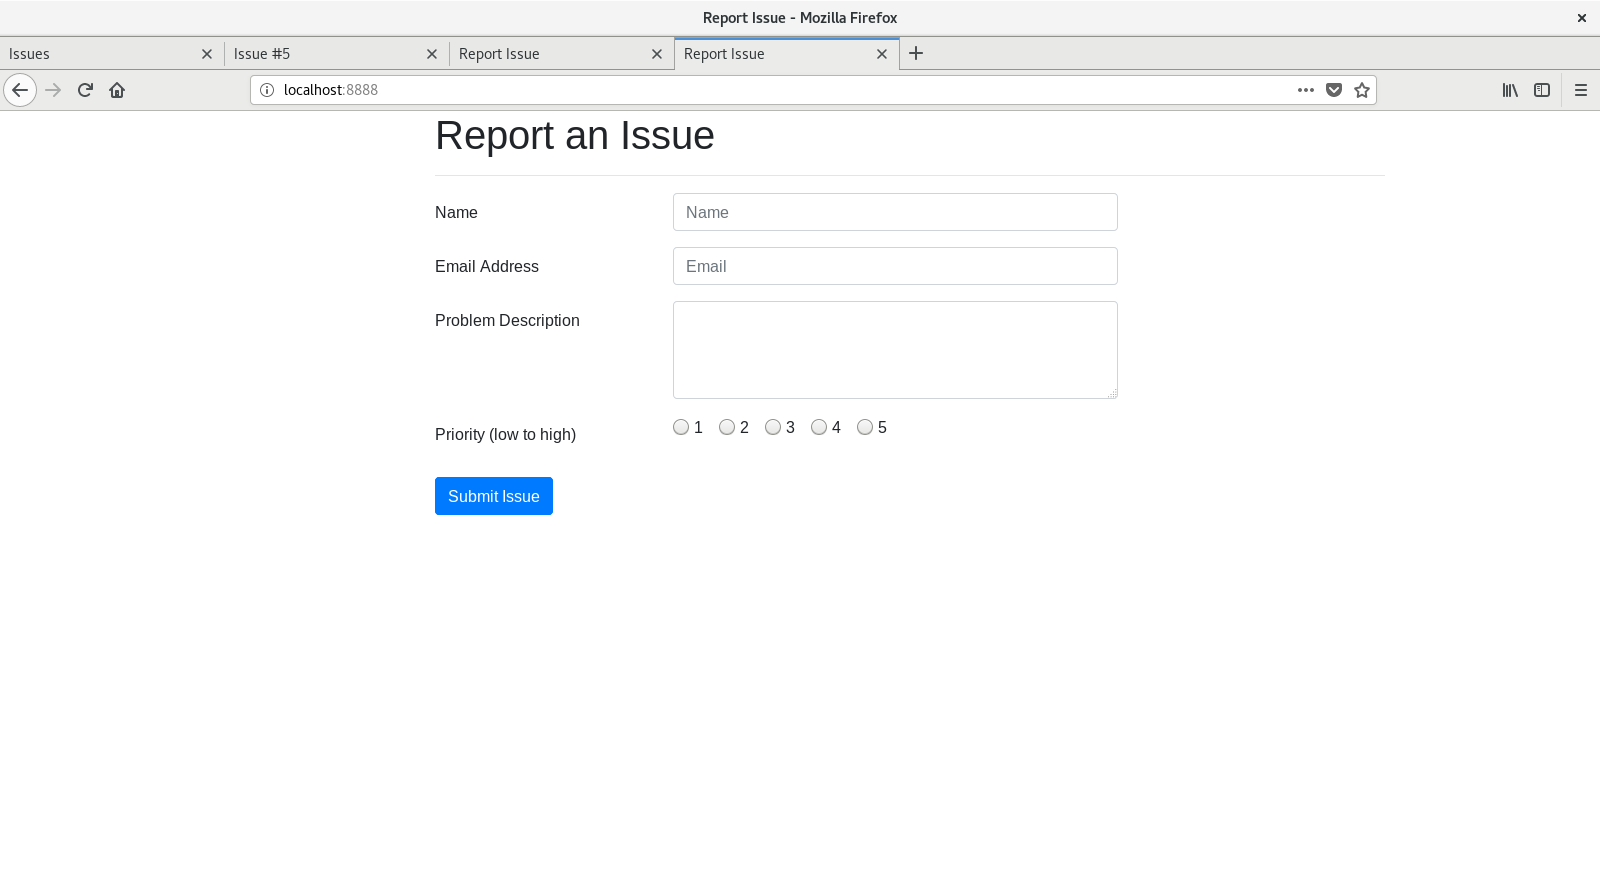 Report Issue - Mozilla Firefox
Issues
Issue #5
Report Issue
Report Issue
localhost:8888
Report an Issue
Name
Name
Email Address
Email
Problem Description
Priority (low to high)
1 2 3 4 5
Submit Issue